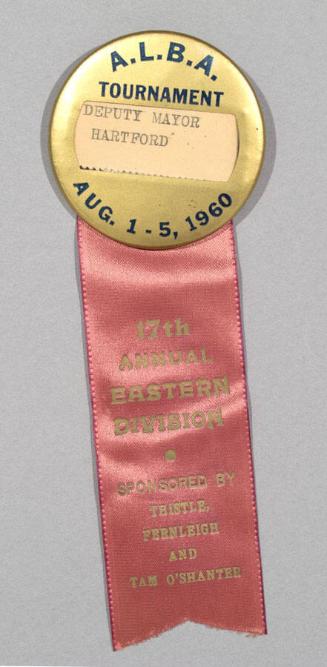 A.L.B.A.
TOURNAMENT
DEPUTY MAYOR
HARTFORD
AUG. 1-5, 1960
17th
ANNUAL
EASTERN
DIVISION
•
SPONSORED BY
THISTLE,
FERNLEIGH
AND
TAM O'SHANTER